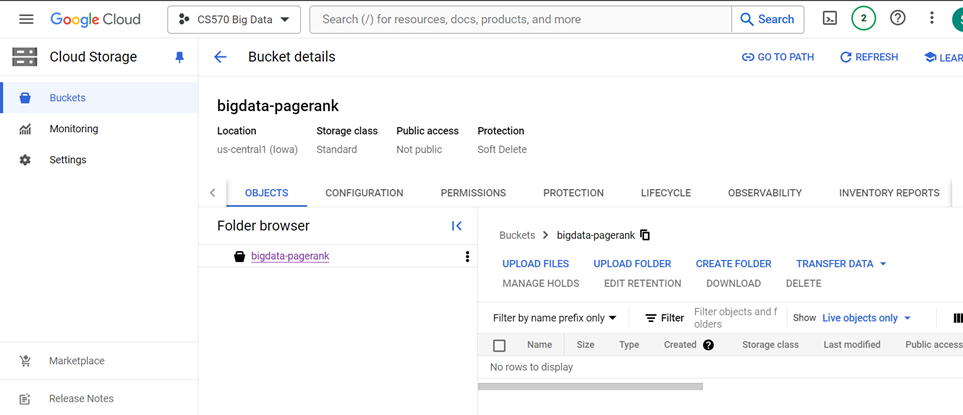 Google Cloud
CS570 Big Data
Search (/) for resources, docs, products, and more
Search
2
Cloud Storage
Bucket details
GO TO PATH
REFRESH
LEAR
Buckets
Monitoring
Settings
bigdata-pagerank
Location Storage class Public access Protection
us-central1 (Iowa) Standard Not public Soft Delete
OBJECTS CONFIGURATION PERMISSIONS PROTECTION LIFECYCLE OBSERVABILITY INVENTORY REPORTS
Folder browser
bigdata-pagerank
Buckets > bigdata-pagerank
UPLOAD FILES UPLOAD FOLDER CREATE FOLDER TRANSFER DATA
MANAGE HOLDS EDIT RETENTION DOWNLOAD DELETE
Filter by name prefix only Filter Filter objects and f
olders
Show Live objects only
Name Size Type Created Storage class Last modified Public access
No rows to display
Marketplace
Release Notes